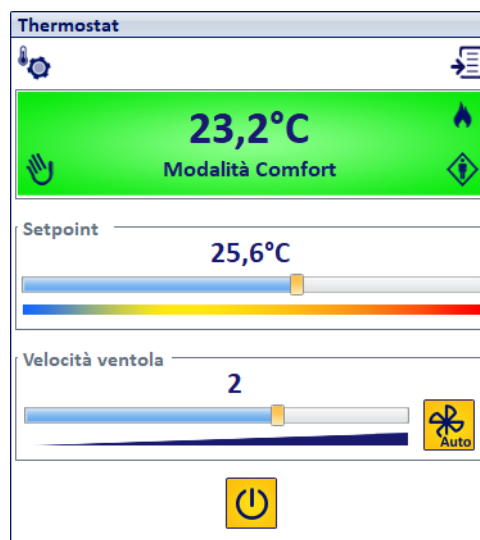 Thermostat
23,2°C
Modalità Comfort
Setpoint
25,6°C
Velocità ventola
2
Auto